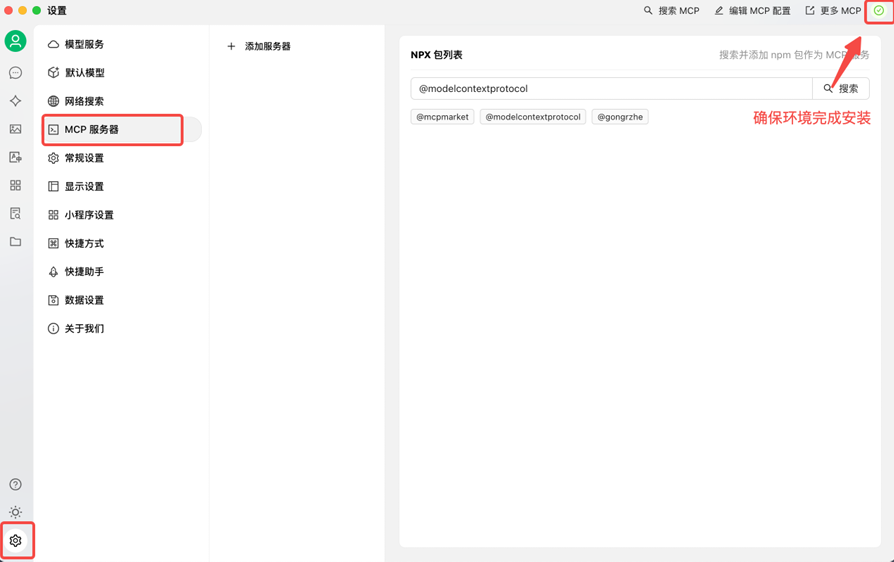 设置
搜索 MCP
编辑 MCP 配置
更多 MCP
模型服务
默认模型
网络搜索
MCP 服务器
常规设置
显示设置
小程序设置
快捷方式
快捷助手
数据设置
关于我们
添加服务器
NPX 包列表
搜索并添加 npm 包作为 MCP 服务
@modelcontextprotocol
搜索
@mcpmarket
@modelcontextprotocol
@gongrzhe
确保环境完成安装